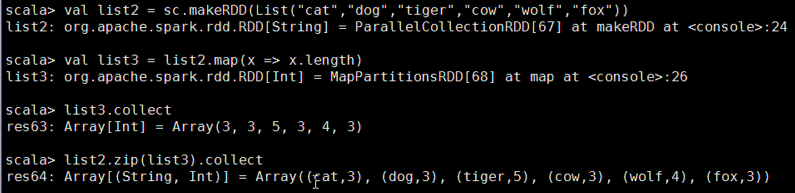 scala> val list2 = sc.makeRDD(List("cat","dog","tiger","cow","wolf","fox"))
list2: org.apache.spark.rdd.RDD[String] = ParallelCollectionRDD[67] at makeRDD at <console>:24
scala> val list3 = list2.map(x => x.length)
list3: org.apache.spark.rdd.RDD[Int] = MapPartitionsRDD[68] at map at <console>:26
scala> list3.collect
res63: Array[Int] = Array(3, 3, 5, 3, 4, 3)
scala> list2.zip(list3).collect
res64: Array[(String, Int)] = Array((cat,3), (dog,3), (tiger,5), (cow,3), (wolf,4), (fox,3))